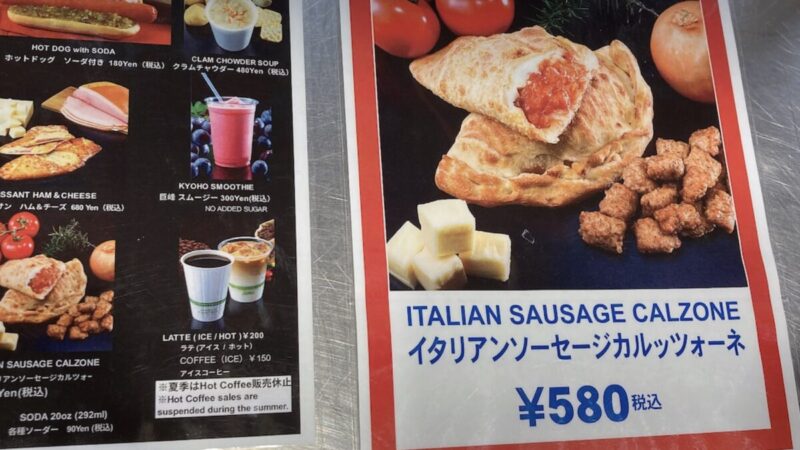 HOT DOG with SODA
ホットドッグ ソーダ付き 180Yen(税込)
CLAM CHOWDER SOUP
クラムチャウダー 480Yen(税込)
KYOHO SMOOTHIE
巨峰 スムージー 300Yen(税込)
NO ADDED SUGAR
SSANT HAM & CHEESE
サン ハム&チーズ 680 Yen(税込)
LATTE ( ICE / HOT ) ¥200
ラテ (アイス / ホット)
COFFEE (ICE) ¥150
アイスコーヒー
※夏季はHot Coffee販売休止
※Hot Coffee sales are
suspended during the summer.
SAUSAGE CALZONE
リアンソーセージカルツォー
Yen(税込)
SODA 20oz (292ml)
各種ソーダー 90Yen(税込)
ITALIAN SAUSAGE CALZONE
イタリアンソーセージカルッツォーネ
¥580税込